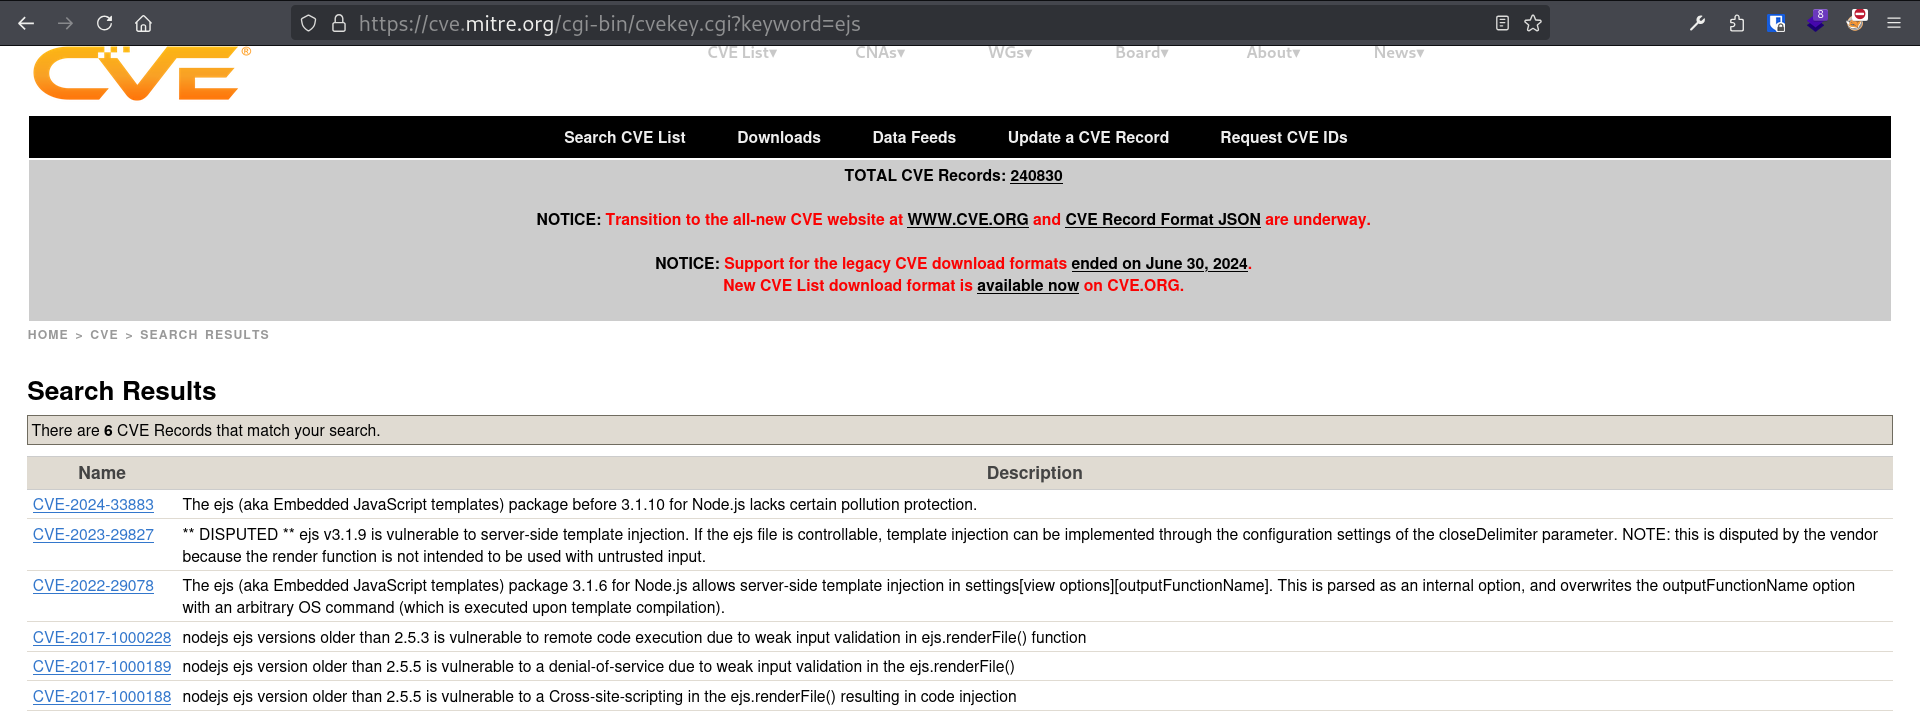 https://cve.mitre.org/cgi-bin/cvekey.cgi?keyword=ejs
8
CVE®
CVE List▾ CNAs▾ WGs▾ Board▾ About▾ News▾
Search CVE List Downloads Data Feeds Update a CVE Record Request CVE IDs
TOTAL CVE Records: 240830
NOTICE: Transition to the all-new CVE website at WWW.CVE.ORG and CVE Record Format JSON are underway.
NOTICE: Support for the legacy CVE download formats ended on June 30, 2024.
New CVE List download format is available now on CVE.ORG.
HOME > CVE > SEARCH RESULTS
Search Results
There are 6 CVE Records that match your search.
Name Description
CVE-2024-33883 The ejs (aka Embedded JavaScript templates) package before 3.1.10 for Node.js lacks certain pollution protection.
CVE-2023-29827 ** DISPUTED ** ejs v3.1.9 is vulnerable to server-side template injection. If the ejs file is controllable, template injection can be implemented through the configuration settings of the closeDelimiter parameter. NOTE: this is disputed by the vendor
because the render function is not intended to be used with untrusted input.
CVE-2022-29078 The ejs (aka Embedded JavaScript templates) package 3.1.6 for Node.js allows server-side template injection in settings[view options][outputFunctionName]. This is parsed as an internal option, and overwrites the outputFunctionName option
with an arbitrary OS command (which is executed upon template compilation).
CVE-2017-1000228 nodejs ejs versions older than 2.5.3 is vulnerable to remote code execution due to weak input validation in ejs.renderFile() function
CVE-2017-1000189 nodejs ejs version older than 2.5.5 is vulnerable to a denial-of-service due to weak input validation in the ejs.renderFile()
CVE-2017-1000188 nodejs ejs version older than 2.5.5 is vulnerable to a Cross-site-scripting in the ejs.renderFile() resulting in code injection